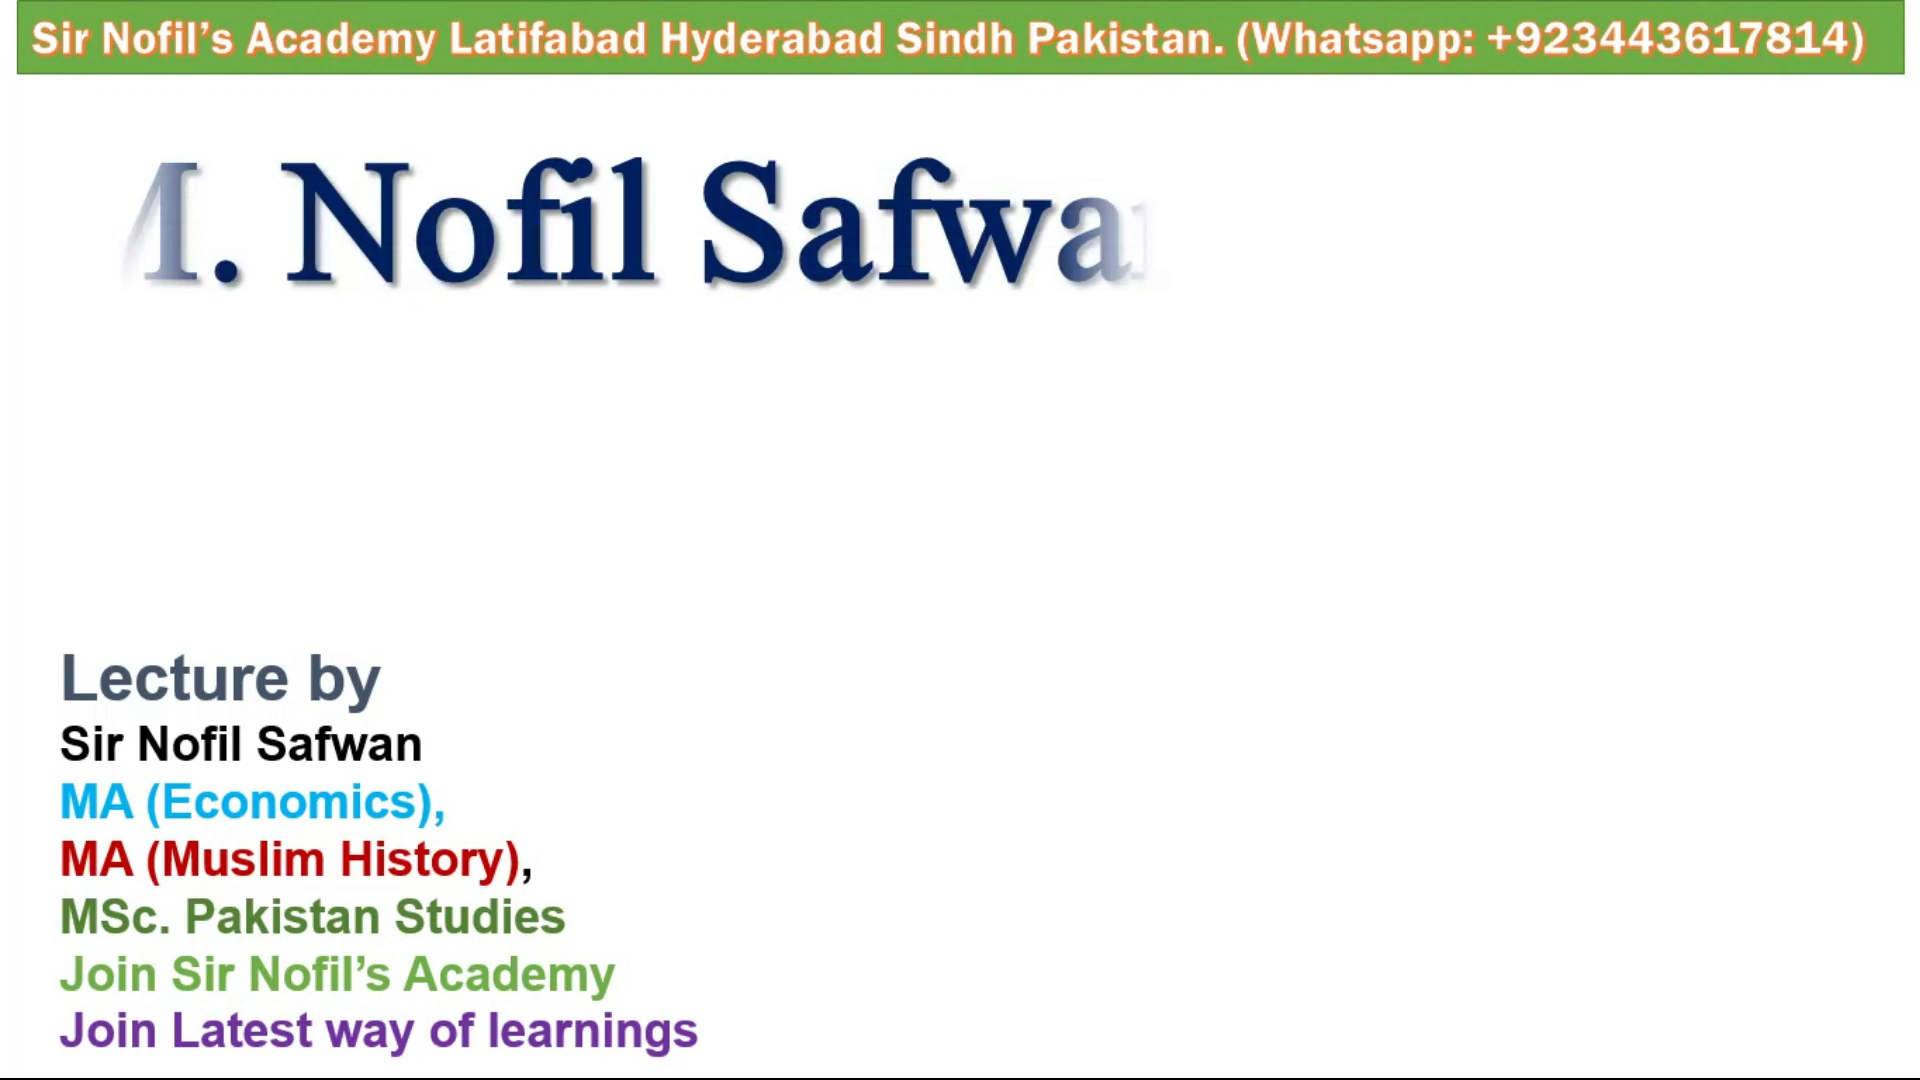 Sir Nofil’s Academy Latifabad Hyderabad Sindh Pakistan. (Whatsapp: +923443617814)
M. Nofil Safwan
Lecture by
Sir Nofil Safwan
MA (Economics),
MA (Muslim History),
MSc. Pakistan Studies
Join Sir Nofil’s Academy
Join Latest way of learnings